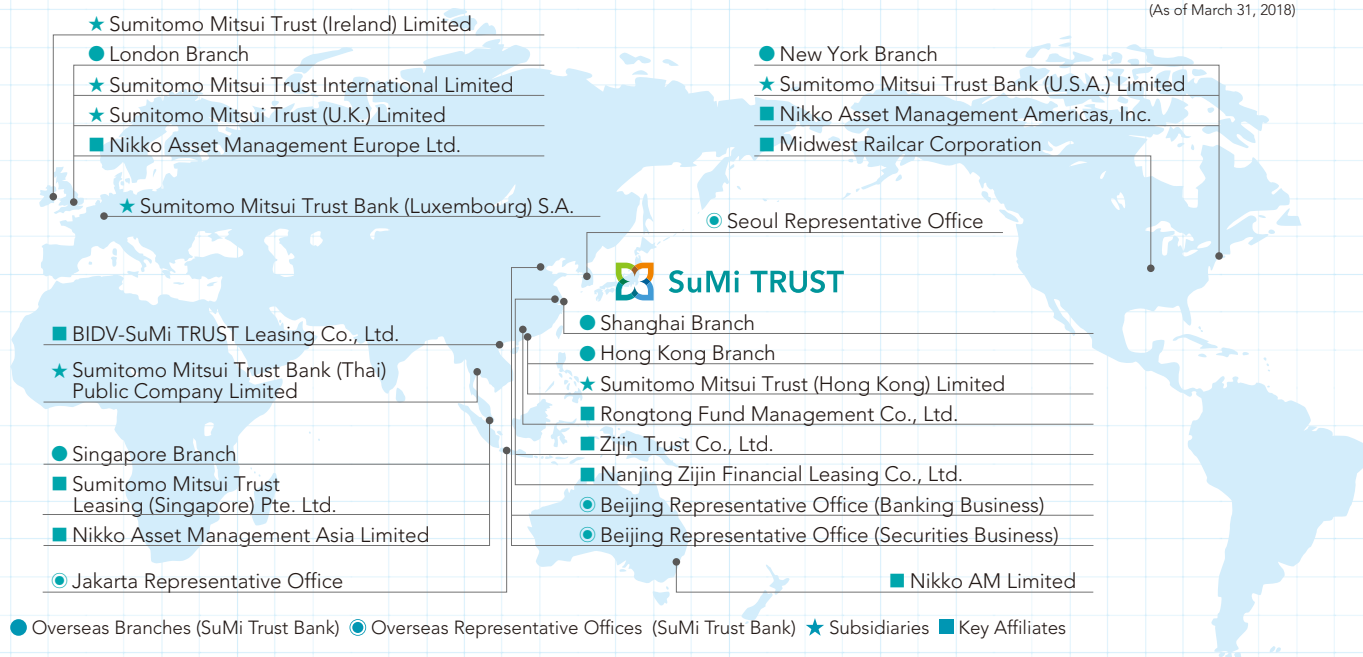 (As of March 31, 2018)
★ Sumitomo Mitsui Trust (Ireland) Limited
● London Branch
★ Sumitomo Mitsui Trust International Limited
★ Sumitomo Mitsui Trust (U.K.) Limited
■ Nikko Asset Management Europe Ltd.
★ Sumitomo Mitsui Trust Bank (Luxembourg) S.A.
● New York Branch
★ Sumitomo Mitsui Trust Bank (U.S.A.) Limited
■ Nikko Asset Management Americas, Inc.
■ Midwest Railcar Corporation
◉ Seoul Representative Office
SuMi TRUST
■ BIDV-SuMi TRUST Leasing Co., Ltd.
★ Sumitomo Mitsui Trust Bank (Thai)
Public Company Limited
● Singapore Branch
■ Sumitomo Mitsui Trust
Leasing (Singapore) Pte. Ltd.
■ Nikko Asset Management Asia Limited
◉ Jakarta Representative Office
● Shanghai Branch
● Hong Kong Branch
★ Sumitomo Mitsui Trust (Hong Kong) Limited
■ Rongtong Fund Management Co., Ltd.
■ Zijin Trust Co., Ltd.
■ Nanjing Zijin Financial Leasing Co., Ltd.
◉ Beijing Representative Office (Banking Business)
◉ Beijing Representative Office (Securities Business)
■ Nikko AM Limited
● Overseas Branches (SuMi Trust Bank) ◉ Overseas Representative Offices (SuMi Trust Bank) ★ Subsidiaries ■ Key Affiliates